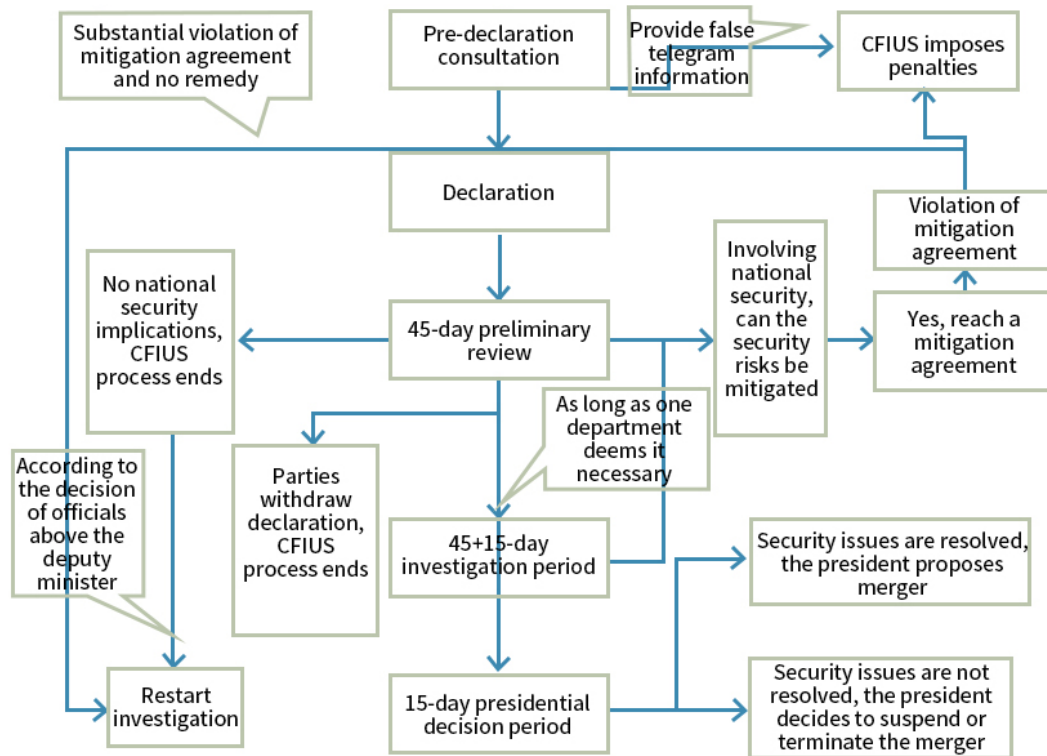 Substantial violation of
mitigation agreement
and no remedy
Pre-declaration
consultation
Provide false
telegram
information
CFIUS imposes
penalties
Declaration
Violation of
mitigation
agreement
No national
security
implications,
CFIUS
process ends
45-day preliminary
review
Involving
national
security,
can the
security
risks be
mitigated
Yes, reach a
mitigation
agreement
As long as one
department
deems it
necessary
According to
the decision
of officials
above the
deputy
minister
Parties
withdraw
declaration,
CFIUS
process ends
45+15-day
investigation period
Security issues are resolved,
the president proposes
merger
Restart
investigation
15-day presidential
decision period
Security issues are not
resolved, the president
decides to suspend or
terminate the merger